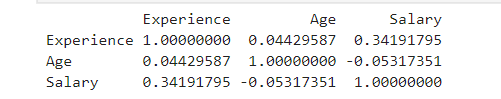 Experience Age Salary
Experience 1.00000000 0.04429587 0.34191795
Age 0.04429587 1.00000000 -0.05317351
Salary 0.34191795 -0.05317351 1.00000000